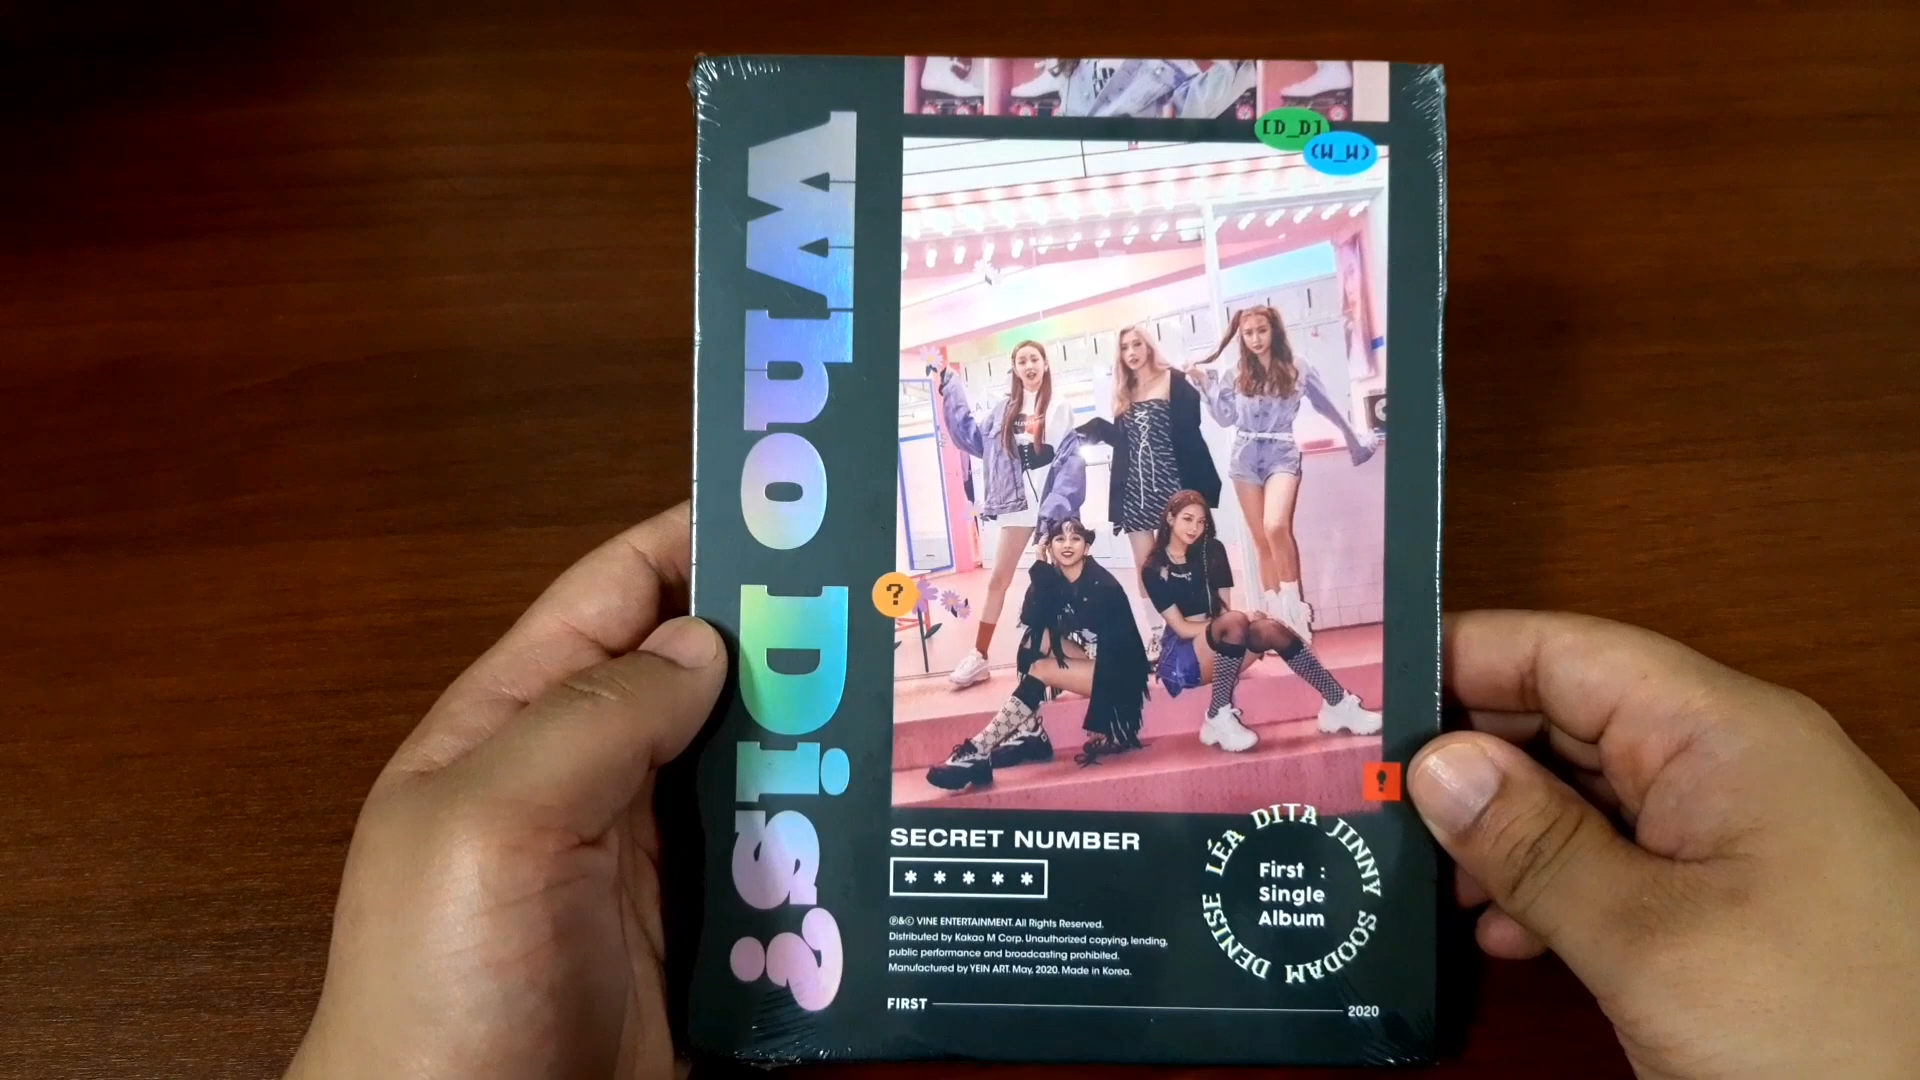 Who Dis?
[D_D]
(W_W)
?
!
SECRET NUMBER
* * * * *
℗&© VINE ENTERTAINMENT. All Rights Reserved.
Distributed by Kakao M Corp. Unauthorized copying, lending,
public performance and broadcasting prohibited.
Manufactured by YEIN ART. May, 2020. Made in Korea.
LÉA DITA JINNY SOODAM DENISE
First :
Single
Album
FIRST
2020